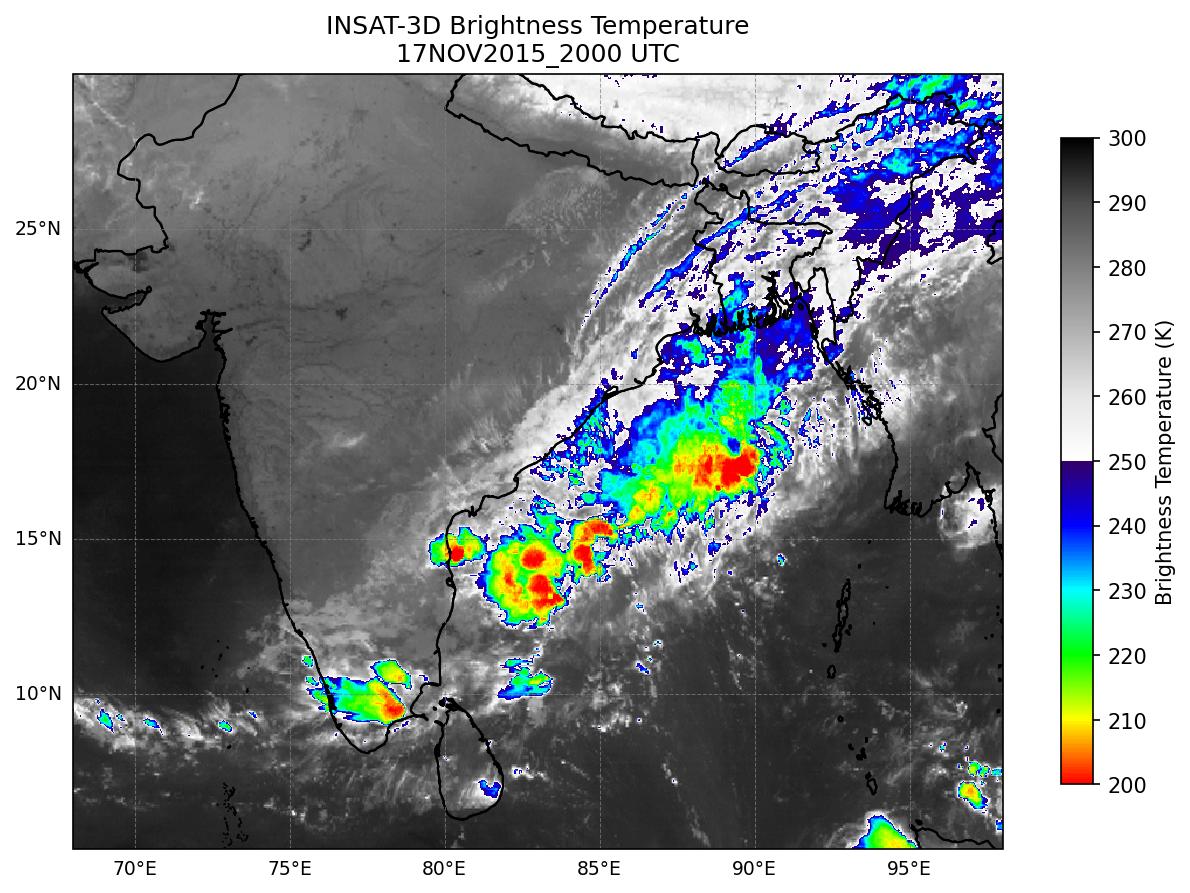 INSAT-3D Brightness Temperature
17NOV2015_2000 UTC
25°N
20°N
15°N
10°N
70°E
75°E
80°E
85°E
90°E
95°E
300
290
280
270
260
250
240
230
220
210
200
Brightness Temperature (K)